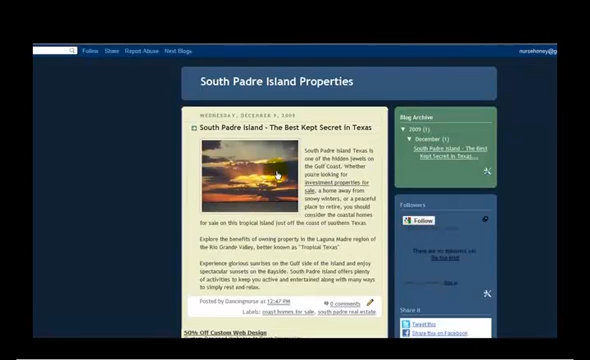 Follow Share Report Abuse Next Blog»
nursehoney@g
South Padre Island Properties
WEDNESDAY, DECEMBER 9, 2009
South Padre Island - The Best Kept Secret in Texas
South Padre Island Texas is
one of the hidden jewels on
the Gulf Coast. Whether
you're looking for
investment properties for
sale, a home away from
snowy winters, or a peaceful
place to retire, you should
consider the coastal homes
for sale on this tropical island just off the coast of southern Texas.
Explore the benefits of owning property in the Laguna Madre region of
the Rio Grande Valley, better known as "Tropical Texas"
Experience glorious sunrises on the Gulf side of the island and enjoy
spectacular sunsets on the Bayside. South Padre Island offers plenty
of activities to keep you active and entertained along with many ways
to simply rest and relax.
Posted by Dancingnurse at 12:47 PM
0 comments
Labels: coast homes for sale, south padre real estate
50% Off Custom Web Design
Blog Archive
▼ 2009 (1)
▼ December (1)
South Padre Island - The Best
Kept Secret in Texas...
Followers
Follow
There are no followers yet.
Be the first!
Share it
Tweet this
Share this on Facebook